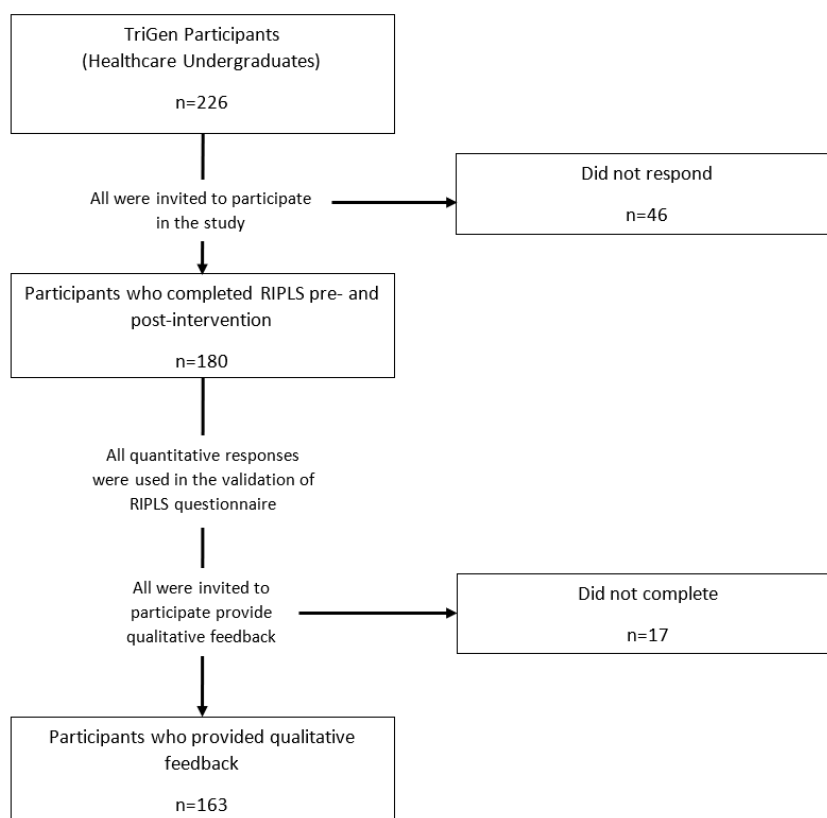 TriGen Participants
(Healthcare Undergraduates)
n=226
All were invited to participate
in the study
Did not respond
n=46
Participants who completed RIPLS pre- and
post-intervention
n=180
All quantitative responses
were used in the validation of
RIPLS questionnaire
All were invited to
participate provide
qualitative feedback
Did not complete
n=17
Participants who provided qualitative
feedback
n=163